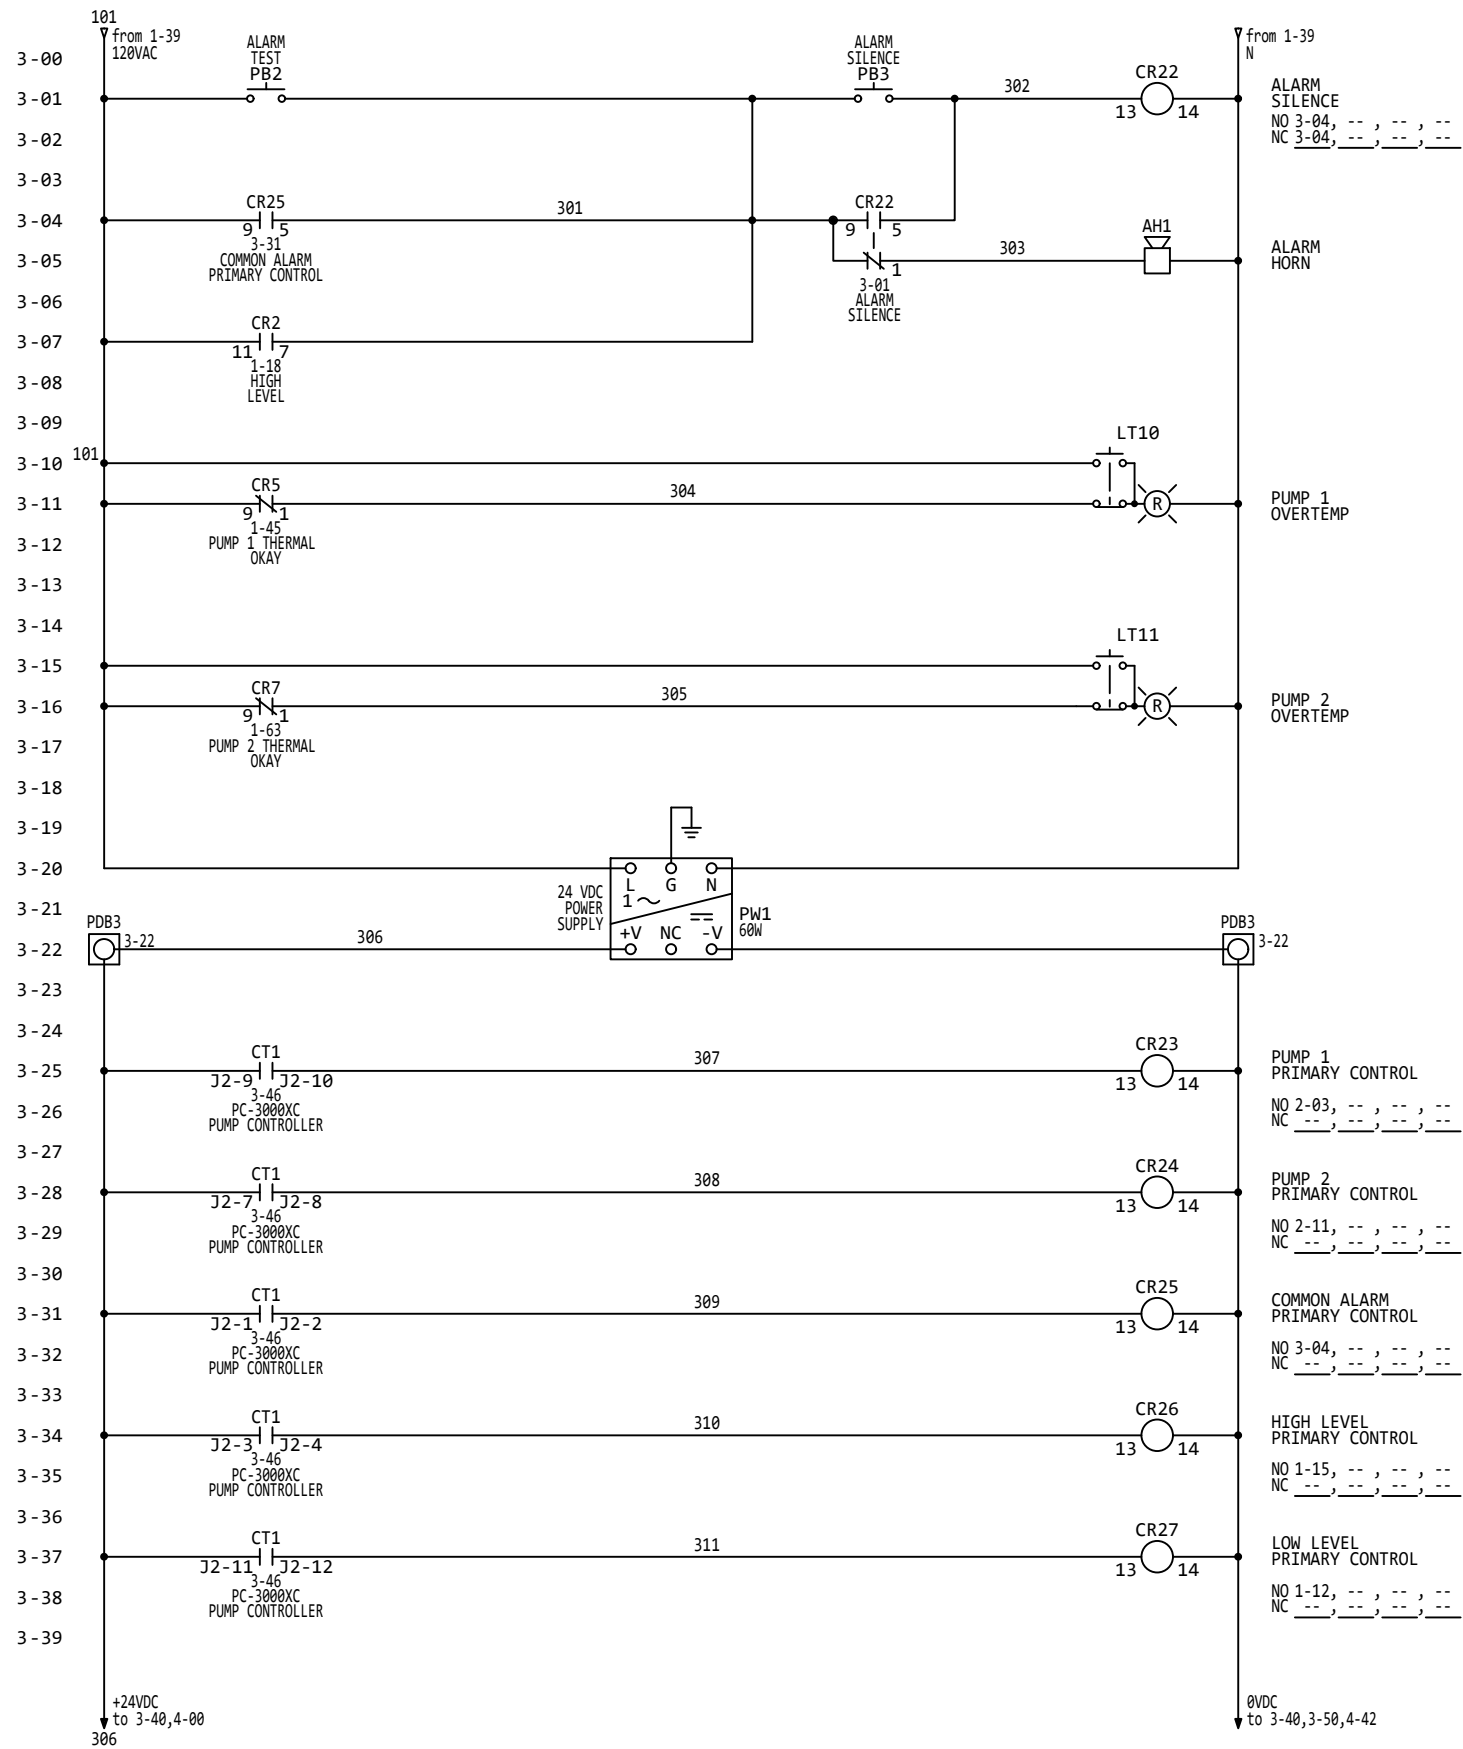 101
from 1-39
120VAC
from 1-39
N
3-00
ALARM
TEST
PB2
ALARM
SILENCE
PB3
CR22
3-01
302
13 14
ALARM
SILENCE
NO 3-04, -- , -- , --
NC 3-04, -- , -- , --
3-02
3-03
3-04
CR25
9 5
3-31
COMMON ALARM
PRIMARY CONTROL
301
CR22
9 5
3-05
1
3-01
ALARM
SILENCE
303
AH1
ALARM
HORN
3-06
3-07
CR2
11 7
1-18
HIGH
LEVEL
3-08
3-09
3-10
101
LT10
3-11
CR5
9 1
1-45
PUMP 1 THERMAL
OKAY
304
R
PUMP 1
OVERTEMP
3-12
3-13
3-14
3-15
LT11
3-16
CR7
9 1
1-63
PUMP 2 THERMAL
OKAY
305
R
PUMP 2
OVERTEMP
3-17
3-18
3-19
3-20
L G N
1
3-21
24 VDC
POWER
SUPPLY
PW1
60W
+V NC -V
3-22
PDB3
3-22
306
PDB3
3-22
3-23
3-24
3-25
CT1
J2-9 J2-10
3-46
PC-3000XC
PUMP CONTROLLER
307
CR23
13 14
PUMP 1
PRIMARY CONTROL
NO 2-03, -- , -- , --
NC -- , -- , -- , --
3-26
3-27
3-28
CT1
J2-7 J2-8
3-46
PC-3000XC
PUMP CONTROLLER
308
CR24
13 14
PUMP 2
PRIMARY CONTROL
NO 2-11, -- , -- , --
NC -- , -- , -- , --
3-29
3-30
3-31
CT1
J2-1 J2-2
3-46
PC-3000XC
PUMP CONTROLLER
309
CR25
13 14
COMMON ALARM
PRIMARY CONTROL
NO 3-04, -- , -- , --
NC -- , -- , -- , --
3-32
3-33
3-34
CT1
J2-3 J2-4
3-46
PC-3000XC
PUMP CONTROLLER
310
CR26
13 14
HIGH LEVEL
PRIMARY CONTROL
NO 1-15, -- , -- , --
NC -- , -- , -- , --
3-35
3-36
3-37
CT1
J2-11 J2-12
3-46
PC-3000XC
PUMP CONTROLLER
311
CR27
13 14
LOW LEVEL
PRIMARY CONTROL
NO 1-12, -- , -- , --
NC -- , -- , -- , --
3-38
3-39
+24VDC
to 3-40,4-00
306
0VDC
to 3-40,3-50,4-42